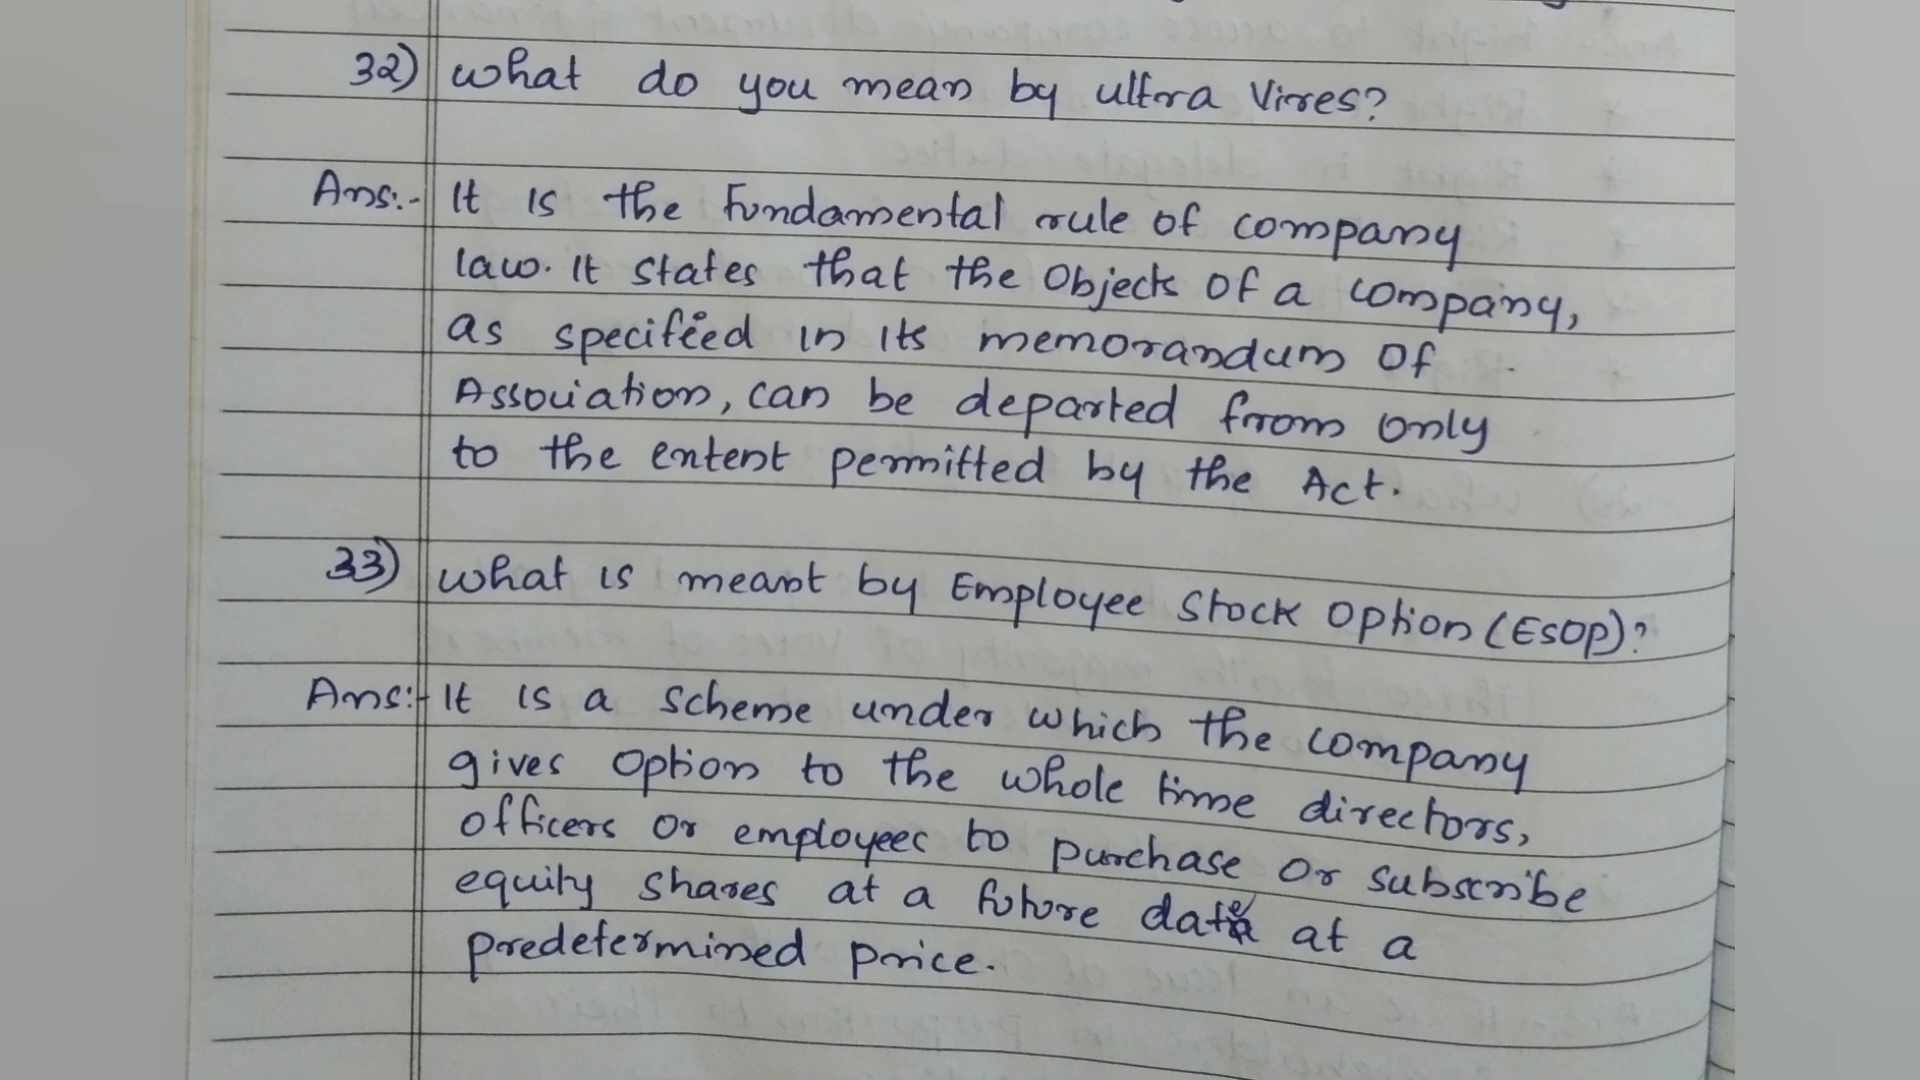 32) What do you mean by ultra Vires?
Ans:- It is the fundamental rule of company
law. It states that the Objects of a company,
as specified in its memorandum of
Association, can be departed from only
to the extent permitted by the Act.
33) What is meant by Employee Stock Option (ESOP)?
Ans:- It is a scheme under which the company
gives option to the whole time directors,
officers or employees to purchase or subscribe
equity shares at a future date at a
predetermined price.